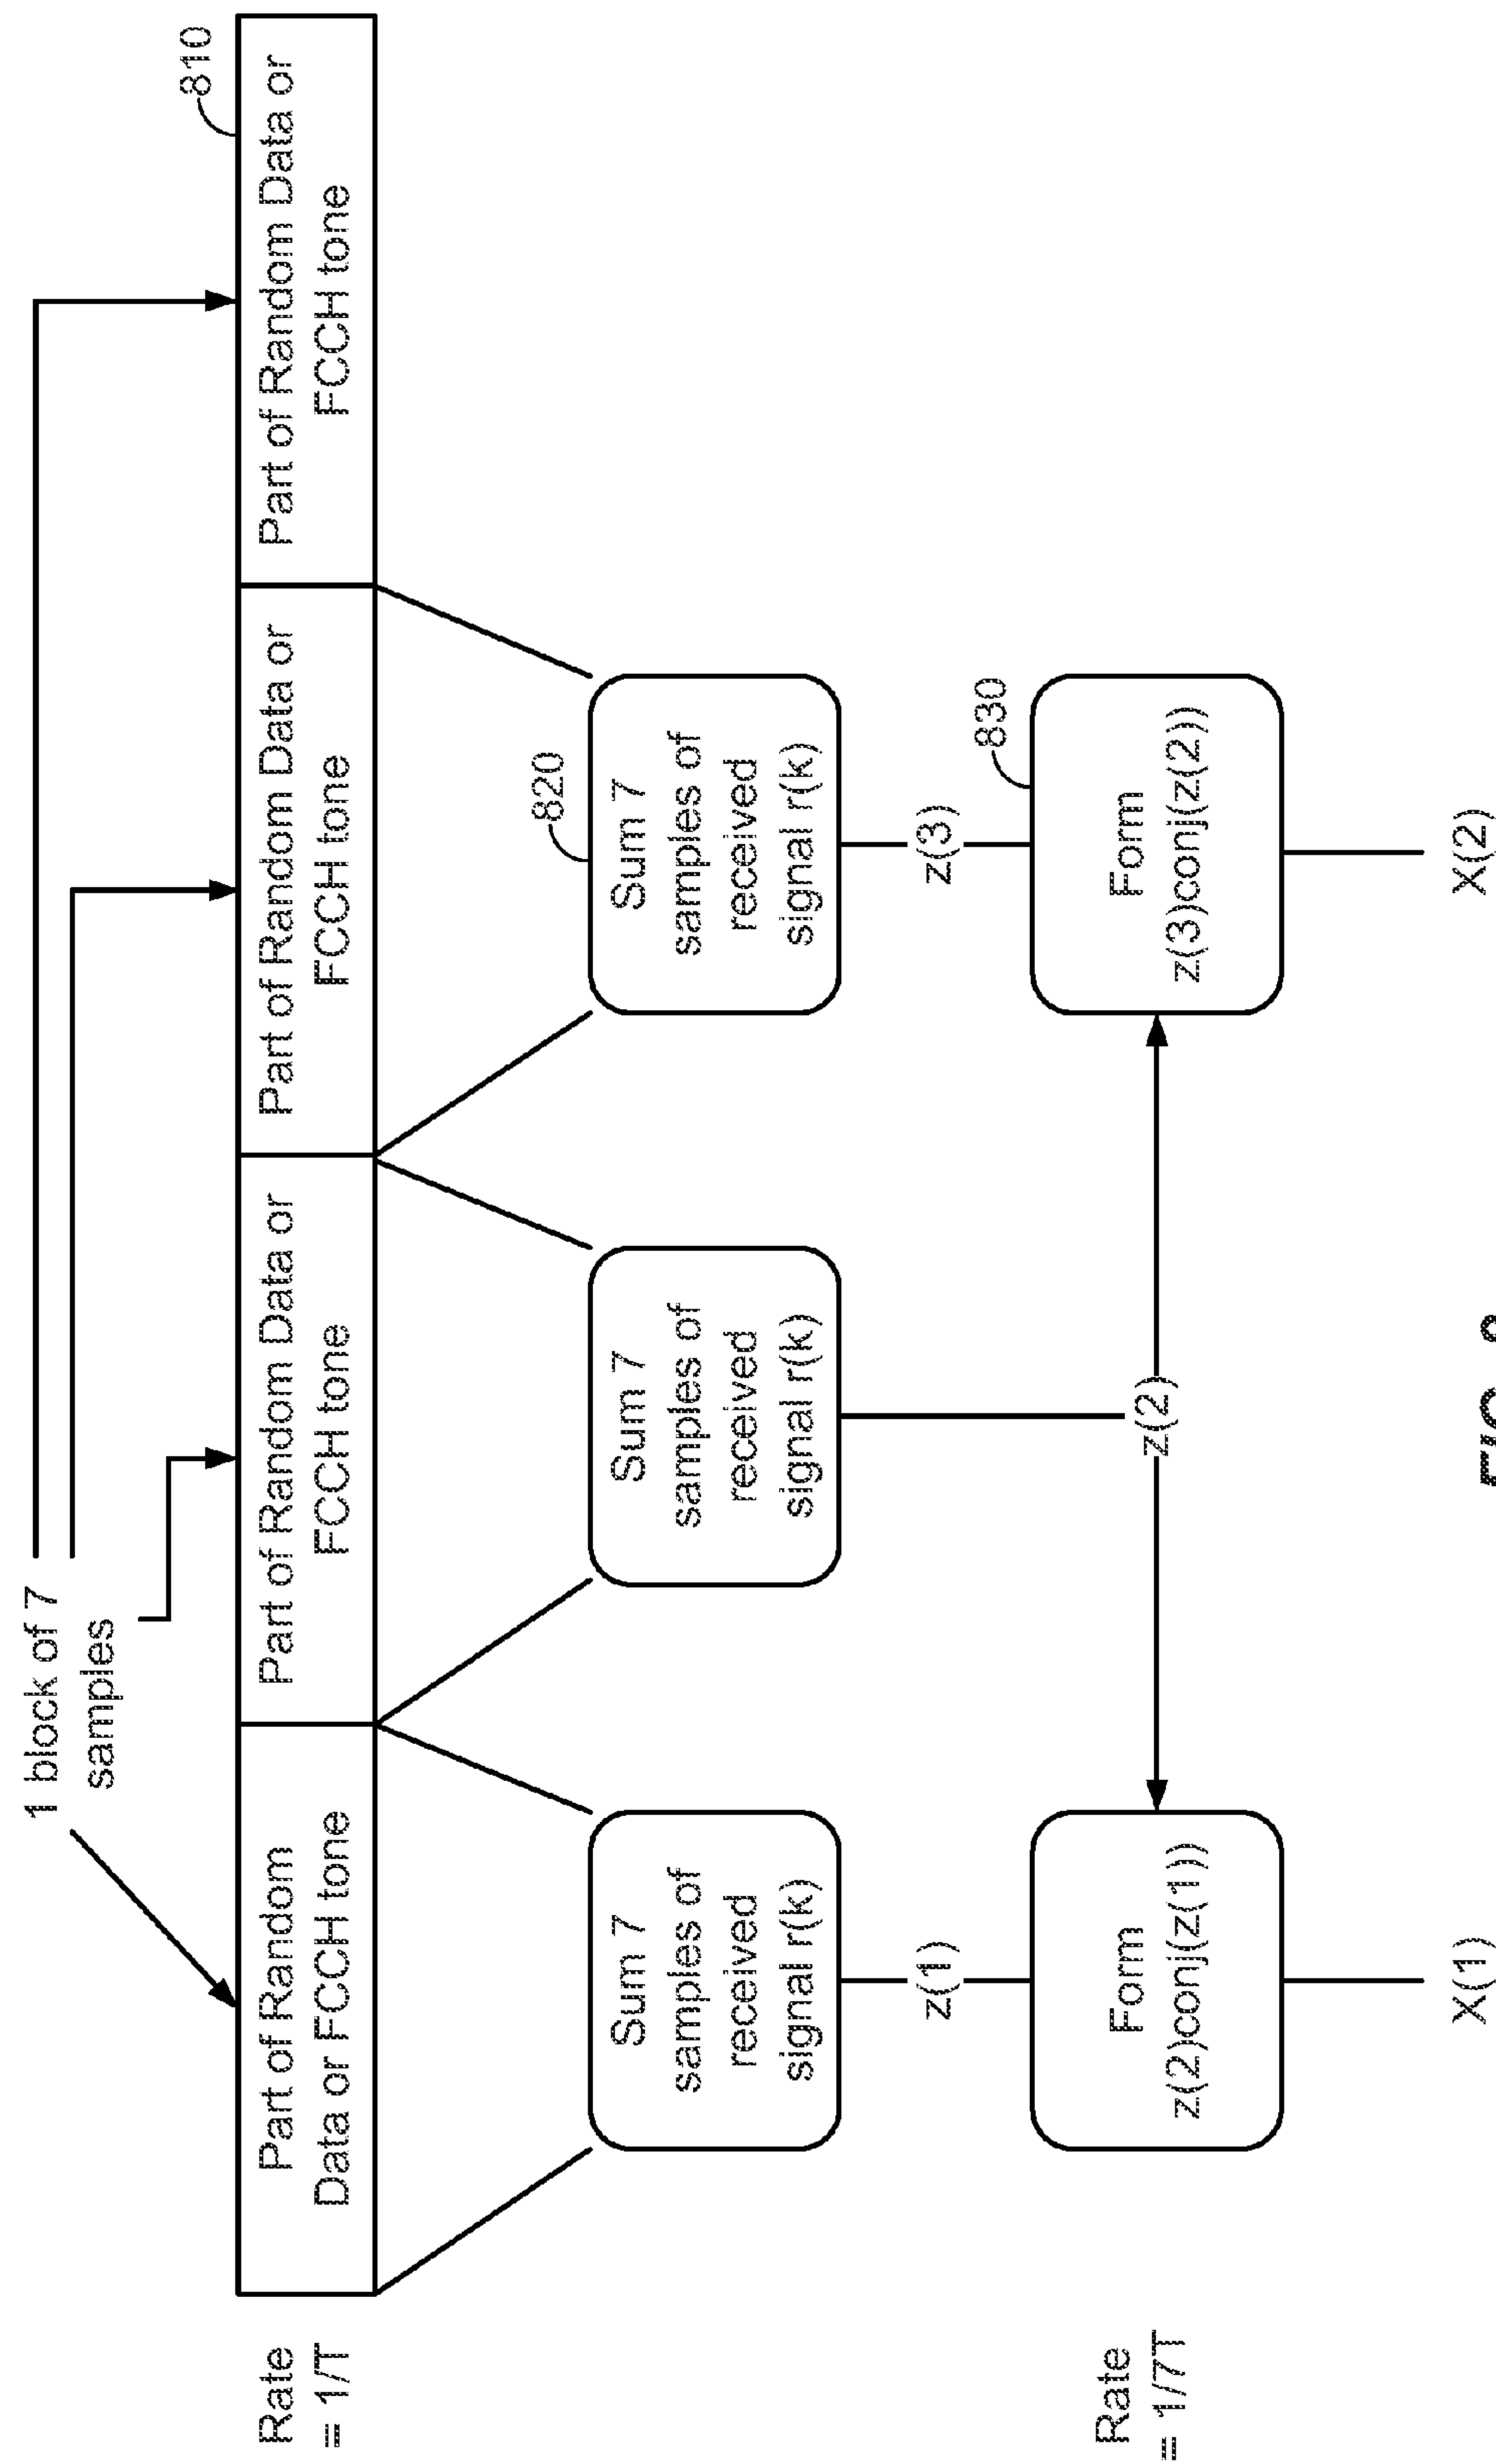 1 block of 7
samples
810
Rate
= 1/T
Part of Random
Data or FCCH tone
Part of Random Data or
FCCH tone
Part of Random Data or
FCCH tone
Part of Random Data or
FCCH tone
820
Sum 7
samples of
received
signal r(k)
Sum 7
samples of
received
signal r(k)
Sum 7
samples of
received
signal r(k)
z(1)
z(3)
830
Rate
= 1/7T
Form
z(2)conj(z(1))
z(2)
Form
z(3)conj(z(2))
X(1)
X(2)